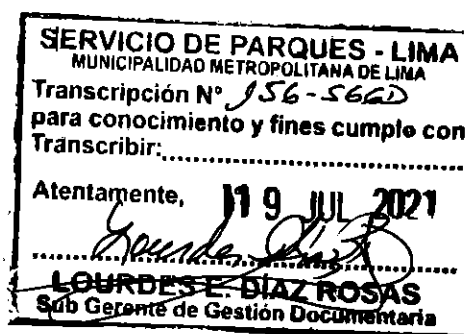 SERVICIO DE PARQUES - LIMA
MUNICIPALIDAD METROPOLITANA DE LIMA
Transcripción N° 156-SGGD
para conocimiento y fines cumplo con
Transcribir:
Atentamente, 19 JUL 2021
LOURDES E. DÍAZ ROSAS
Sub Gerente de Gestión Documentaria